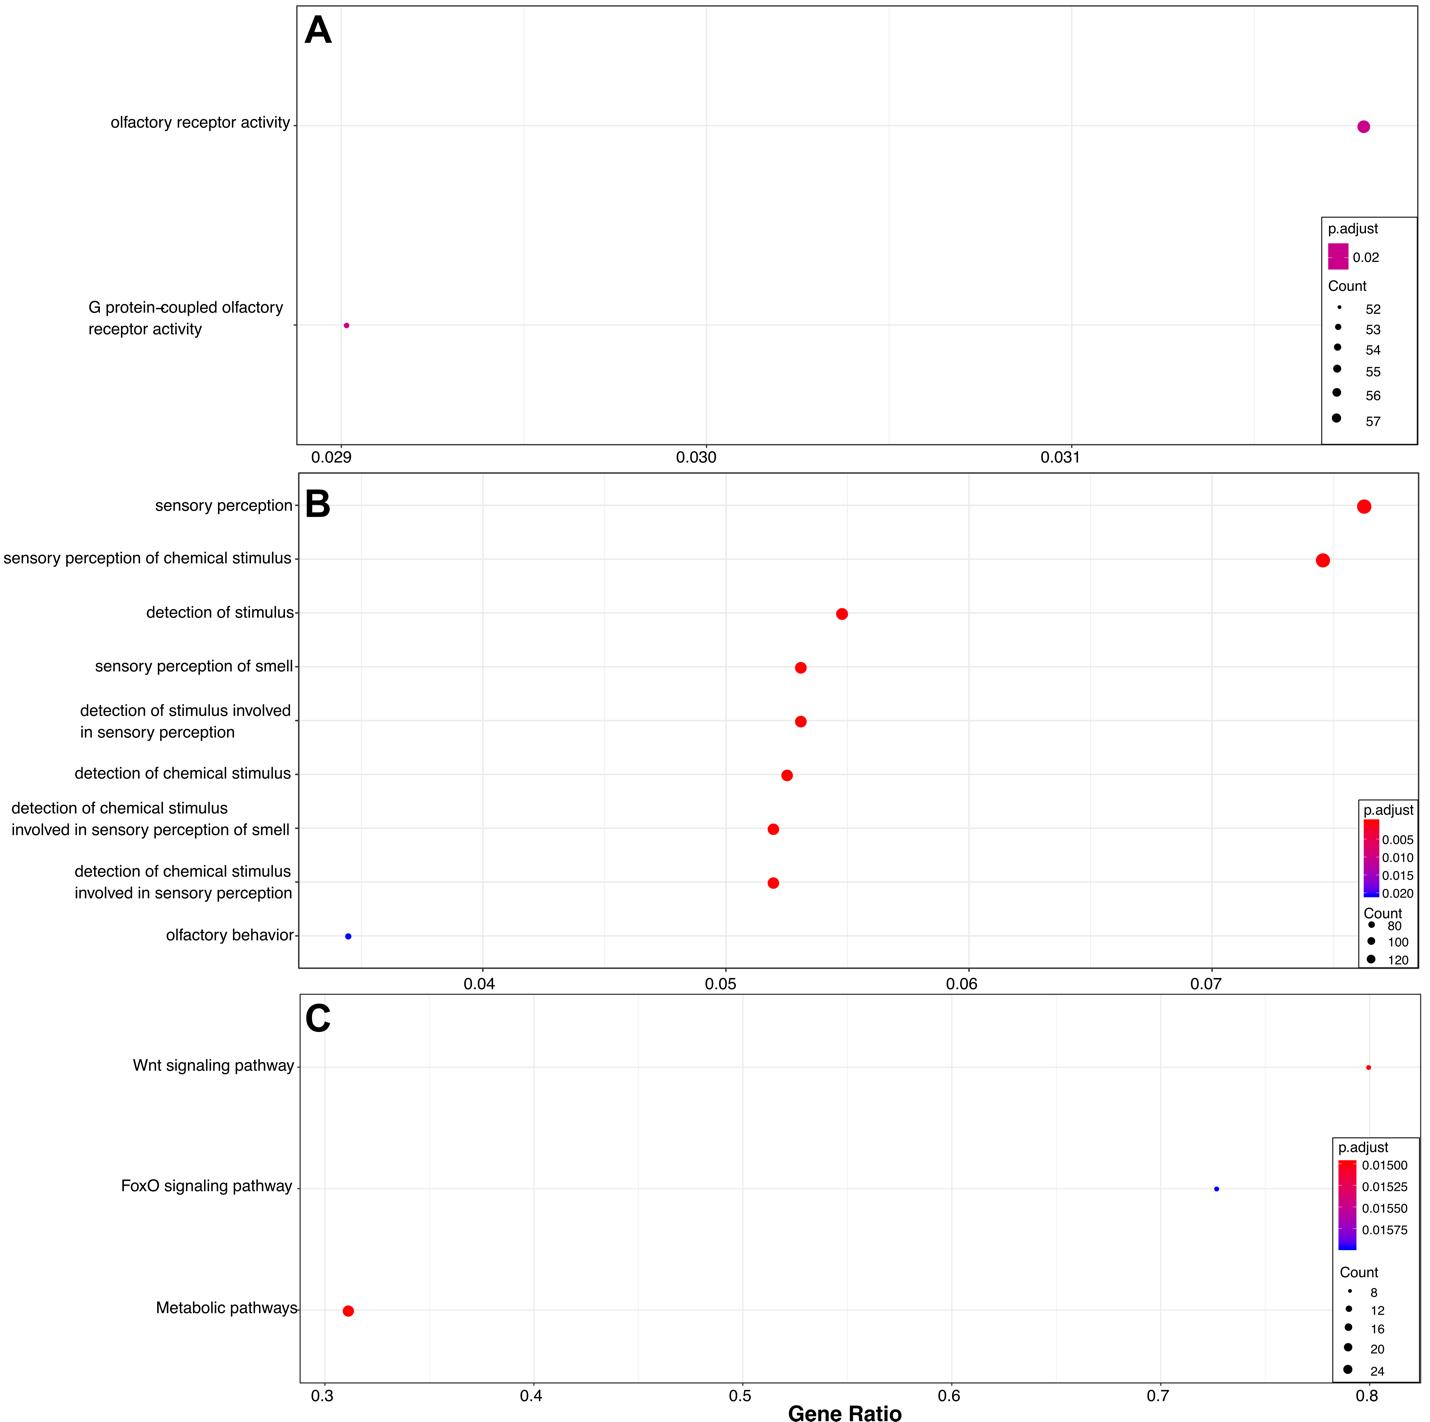 A
olfactory receptor activity
G protein-coupled olfactory
receptor activity
p.adjust
0.02
Count
52
53
54
55
56
57
0.029 0.030 0.031
B
sensory perception
sensory perception of chemical stimulus
detection of stimulus
sensory perception of smell
detection of stimulus involved
in sensory perception
detection of chemical stimulus
detection of chemical stimulus
involved in sensory perception of smell
detection of chemical stimulus
involved in sensory perception
olfactory behavior
p.adjust
0.005
0.010
0.015
0.020
Count
80
100
120
0.04 0.05 0.06 0.07
C
Wnt signaling pathway
FoxO signaling pathway
Metabolic pathways
p.adjust
0.01500
0.01525
0.01550
0.01575
Count
8
12
16
20
24
0.3 0.4 0.5 0.6 0.7 0.8
Gene Ratio